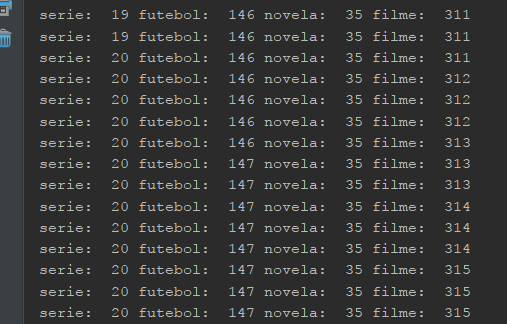 serie:  19 futebol:  146 novela:  35 filme:  311
serie:  19 futebol:  146 novela:  35 filme:  311
serie:  20 futebol:  146 novela:  35 filme:  311
serie:  20 futebol:  146 novela:  35 filme:  312
serie:  20 futebol:  146 novela:  35 filme:  312
serie:  20 futebol:  146 novela:  35 filme:  312
serie:  20 futebol:  146 novela:  35 filme:  313
serie:  20 futebol:  147 novela:  35 filme:  313
serie:  20 futebol:  147 novela:  35 filme:  313
serie:  20 futebol:  147 novela:  35 filme:  314
serie:  20 futebol:  147 novela:  35 filme:  314
serie:  20 futebol:  147 novela:  35 filme:  314
serie:  20 futebol:  147 novela:  35 filme:  315
serie:  20 futebol:  147 novela:  35 filme:  315
serie:  20 futebol:  147 novela:  35 filme:  315